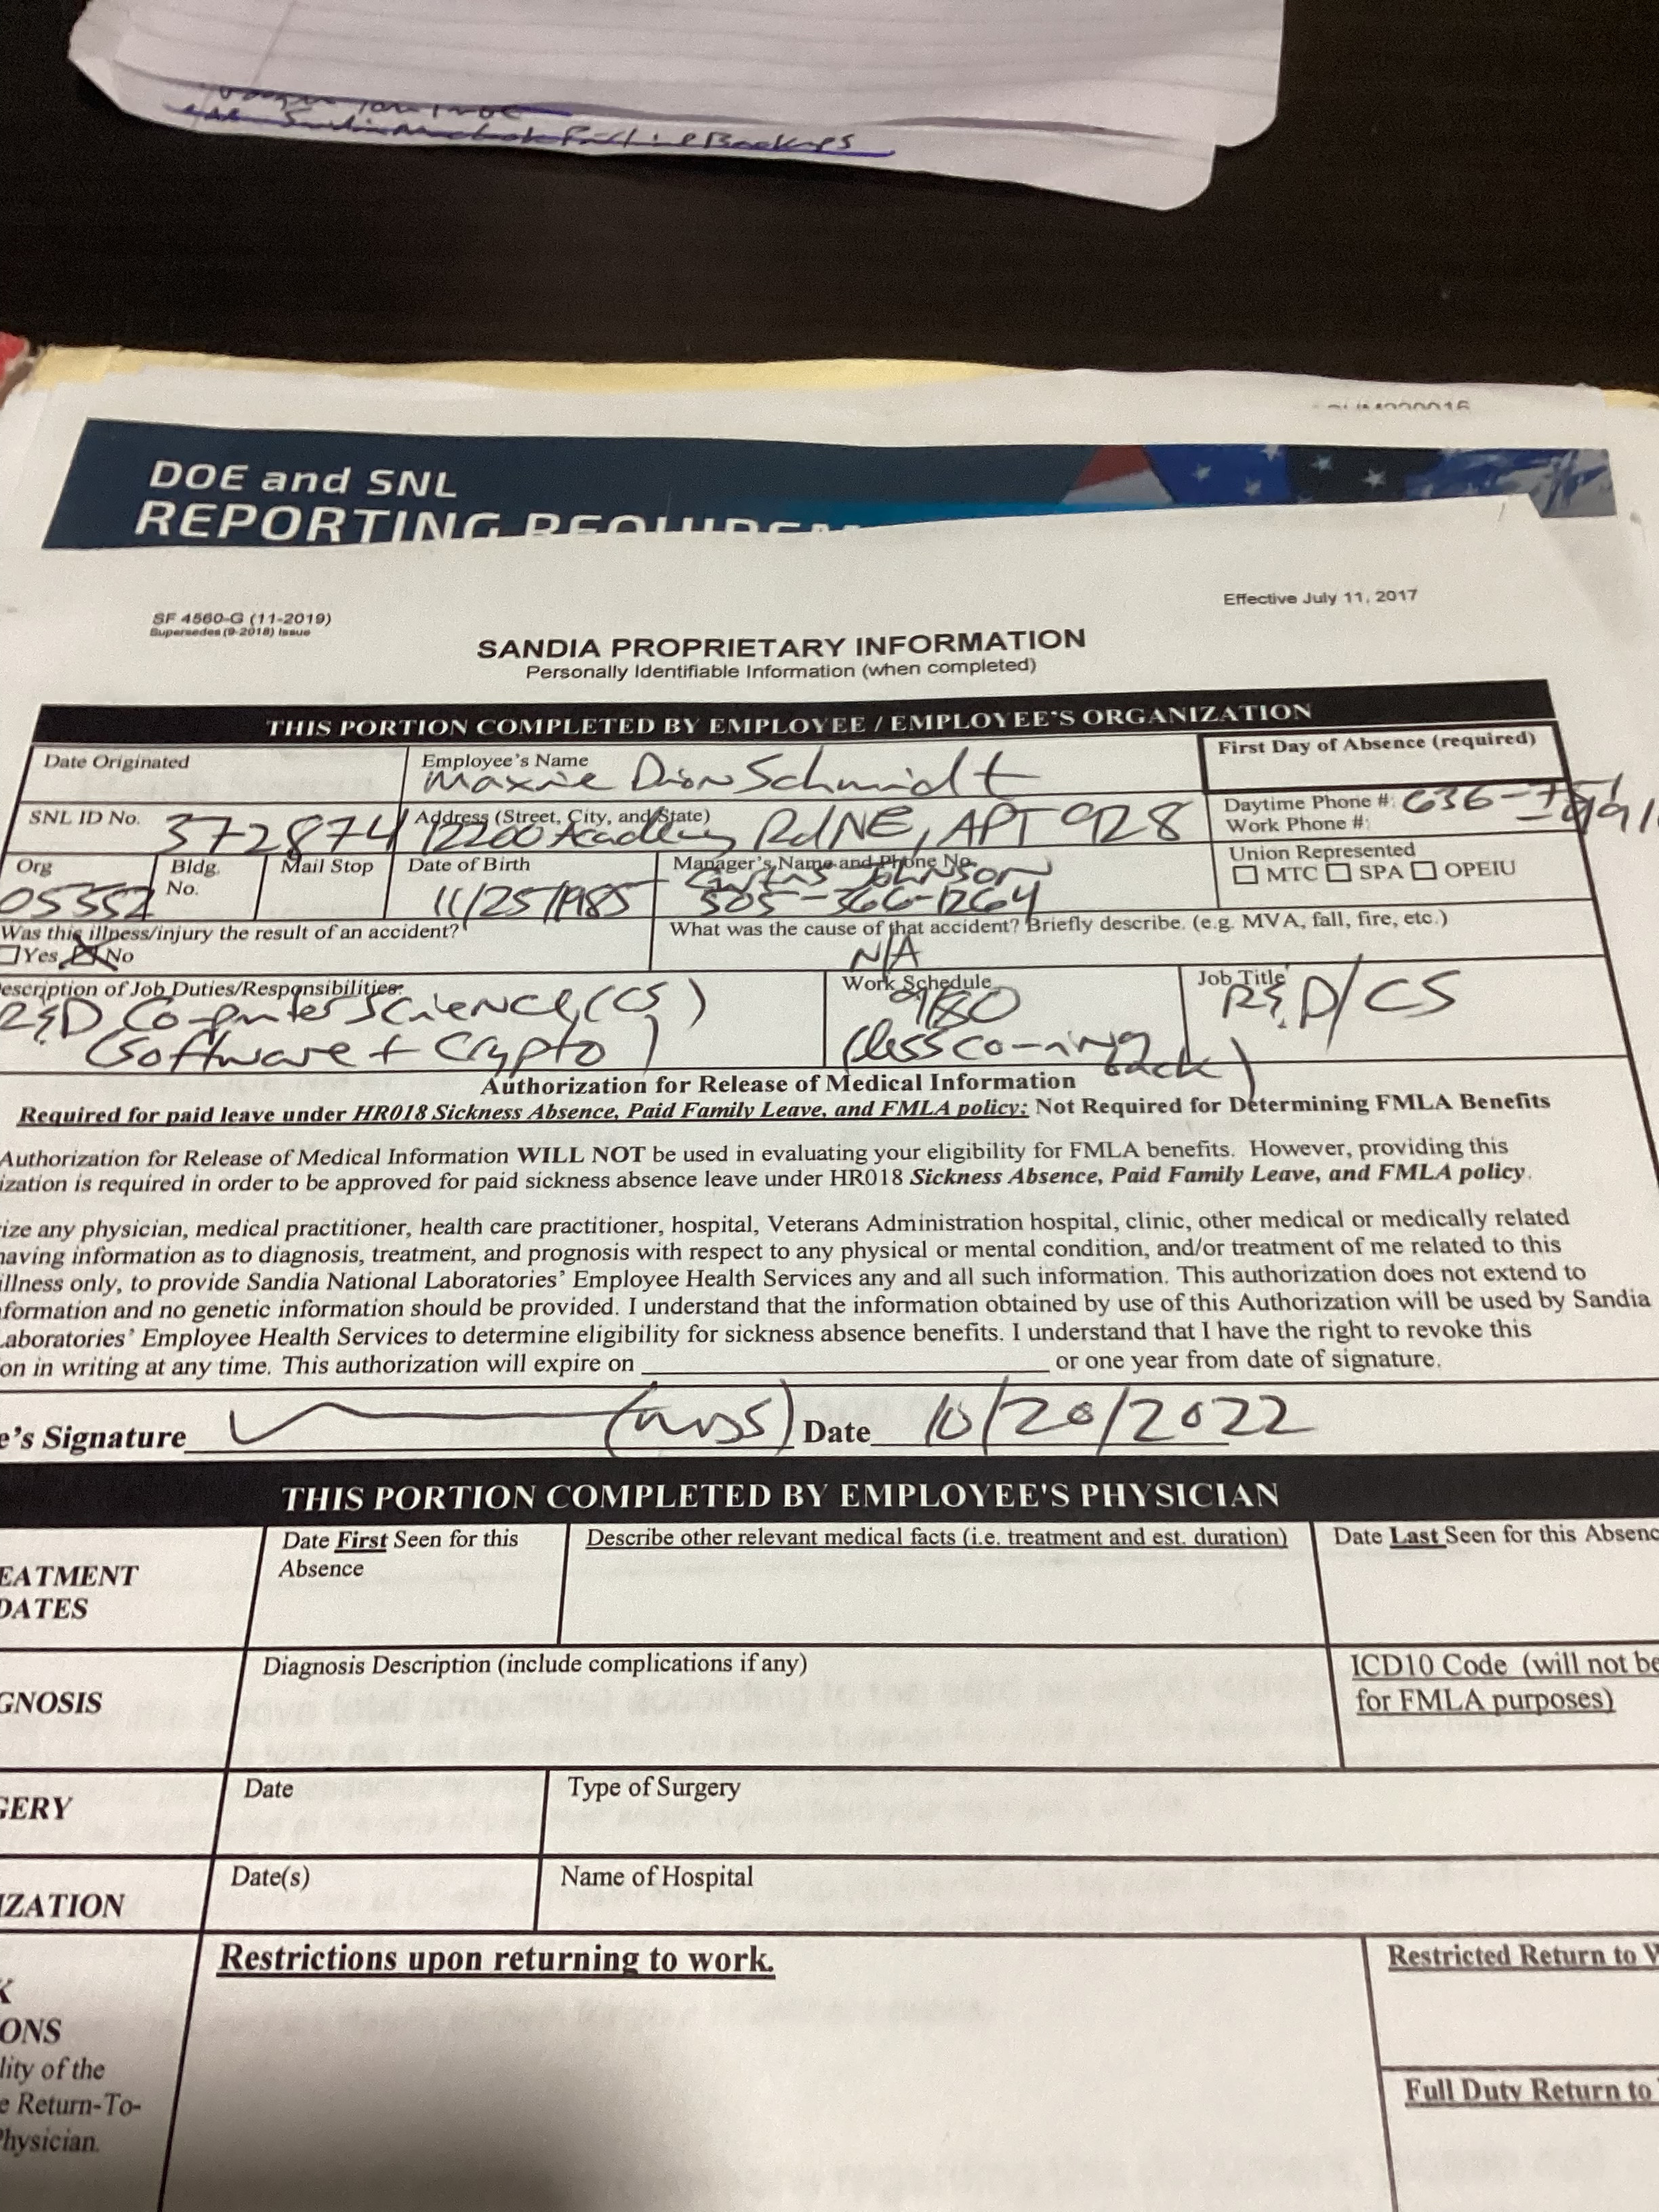 DOE and SNL
REPORTING
SF 4560-G (11-2019)
Supersedes (9-2018) Issue
Effective July 11, 2017
SANDIA PROPRIETARY INFORMATION
Personally Identifiable Information (when completed)
THIS PORTION COMPLETED BY EMPLOYEE / EMPLOYEE'S ORGANIZATION
Date Originated
Employee's Name
Maxie Dion Schmidt
First Day of Absence (required)
SNL ID No.
372874
Address (Street, City, and State)
12200 Academy Rd NE, APT 928
Daytime Phone #: 636-
Work Phone #:
Org
05552
Bldg.
No.
Mail Stop
Date of Birth
11/25/1985
Manager's Name and Phone No.
Johnson
505-366-1264
Union Represented
MTC SPA OPEIU
Was this illness/injury the result of an accident?
Yes No
What was the cause of that accident? Briefly describe. (e.g. MVA, fall, fire, etc.)
N/A
escription of Job Duties/Responsibilities:
R&D Computer Science (CS)
(Software + Crypto)
Work Schedule
9/80
(less coming
back)
Job Title
R&D/CS
Authorization for Release of Medical Information
Required for paid leave under HR018 Sickness Absence, Paid Family Leave, and FMLA policy; Not Required for Determining FMLA Benefits
Authorization for Release of Medical Information WILL NOT be used in evaluating your eligibility for FMLA benefits. However, providing this
ization is required in order to be approved for paid sickness absence leave under HR018 Sickness Absence, Paid Family Leave, and FMLA policy.
ize any physician, medical practitioner, health care practitioner, hospital, Veterans Administration hospital, clinic, other medical or medically related
having information as to diagnosis, treatment, and prognosis with respect to any physical or mental condition, and/or treatment of me related to this
illness only, to provide Sandia National Laboratories' Employee Health Services any and all such information. This authorization does not extend to
formation and no genetic information should be provided. I understand that the information obtained by use of this Authorization will be used by Sandia
Laboratories' Employee Health Services to determine eligibility for sickness absence benefits. I understand that I have the right to revoke this
on in writing at any time. This authorization will expire on or one year from date of signature.
e's Signature (MDS) Date 10/20/2022
THIS PORTION COMPLETED BY EMPLOYEE'S PHYSICIAN
EATMENT
DATES
Date First Seen for this
Absence
Describe other relevant medical facts (i.e. treatment and est. duration)
Date Last Seen for this Absenc
GNOSIS
Diagnosis Description (include complications if any)
ICD10 Code (will not be
for FMLA purposes)
GERY
Date
Type of Surgery
IZATION
Date(s)
Name of Hospital
K
ONS
lity of the
e Return-To-
Physician.
Restrictions upon returning to work.
Restricted Return to W
Full Duty Return to